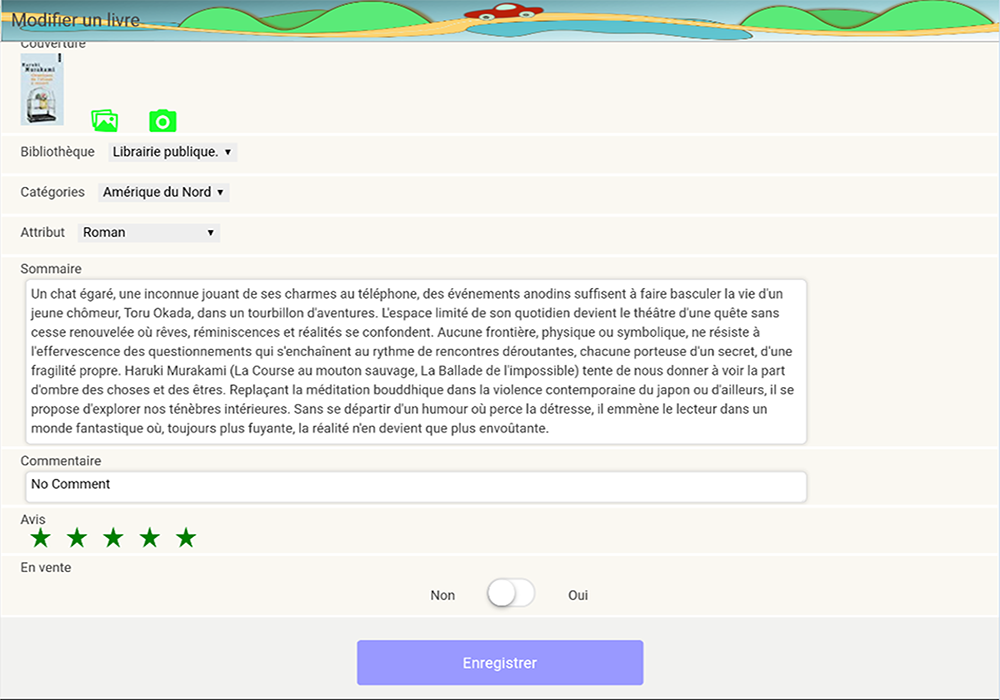 Modifier un livre
Couverture
Haruki
Murakami
Bibliothèque Librairie publique.
Catégories Amérique du Nord
Attribut Roman
Sommaire
Un chat égaré, une inconnue jouant de ses charmes au téléphone, des événements anodins suffisent à faire basculer la vie d'un
jeune chômeur, Toru Okada, dans un tourbillon d'aventures. L'espace limité de son quotidien devient le théâtre d'une quête sans
cesse renouvelée où rêves, réminiscences et réalités se confondent. Aucune frontière, physique ou symbolique, ne résiste à
l'effervescence des questionnements qui s'enchaînent au rythme de rencontres déroutantes, chacune porteuse d'un secret, d'une
fragilité propre. Haruki Murakami (La Course au mouton sauvage, La Ballade de l'impossible) tente de nous donner à voir la part
d'ombre des choses et des êtres. Replaçant la méditation bouddhique dans la violence contemporaine du japon ou d'ailleurs, il se
propose d'explorer nos ténèbres intérieures. Sans se départir d'un humour où perce la détresse, il emmène le lecteur dans un
monde fantastique où, toujours plus fuyante, la réalité n'en devient que plus envoûtante.
Commentaire
No Comment
Avis
En vente
Non Oui
Enregistrer